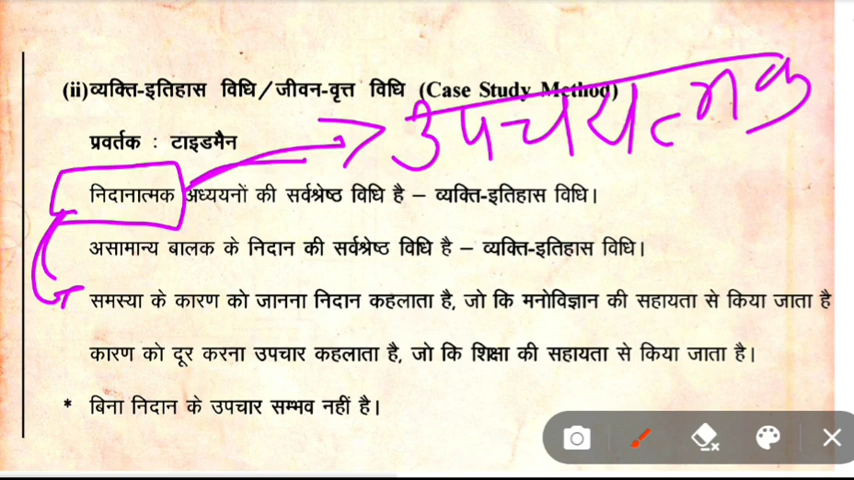 (ii) व्यक्ति-इतिहास विधि/जीवन-वृत्त विधि (Case Study Method)
उपचयत्मक
प्रवर्तक : टाइडमैन
निदानात्मक अध्ययनों की सर्वश्रेष्ठ विधि है – व्यक्ति-इतिहास विधि।
असामान्य बालक के निदान की सर्वश्रेष्ठ विधि है – व्यक्ति-इतिहास विधि।
समस्या के कारण को जानना निदान कहलाता है, जो कि मनोविज्ञान की सहायता से किया जाता है
कारण को दूर करना उपचार कहलाता है, जो कि शिक्षा की सहायता से किया जाता है।
* बिना निदान के उपचार सम्भव नहीं है।